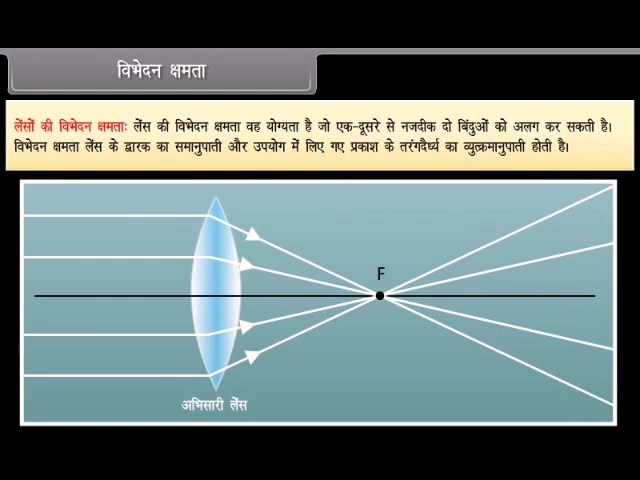 विभेदन क्षमता
लेंसों की विभेदन क्षमताः लेंस की विभेदन क्षमता वह योग्यता है जो एक-दूसरे से नजदीक दो बिंदुओं को अलग कर सकती है।
विभेदन क्षमता लेंस के द्वारक का समानुपाती और उपयोग में लिए गए प्रकाश के तरंगदैर्ध्य का व्युत्क्रमानुपाती होती है।
F
अभिसारी लेंस